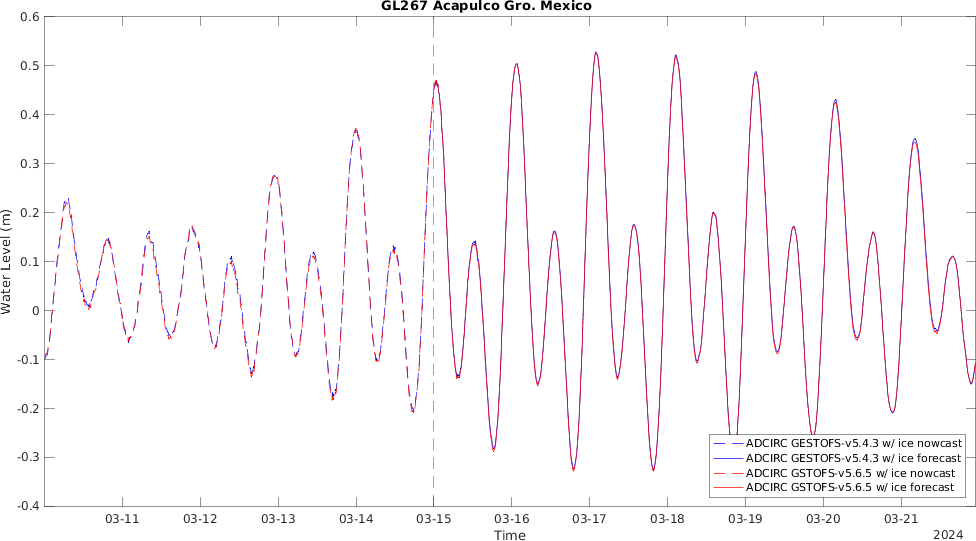 GL267 Acapulco Gro. Mexico
Water Level (m)
0.6
0.5
0.4
0.3
0.2
0.1
0
-0.1
-0.2
-0.3
-0.4
ADCIRC GESTOFS-v5.4.3 w/ ice nowcast
ADCIRC GESTOFS-v5.4.3 w/ ice forecast
ADCIRC GSTOFS-v5.6.5 w/ ice nowcast
ADCIRC GSTOFS-v5.6.5 w/ ice forecast
03-11 03-12 03-13 03-14 03-15 03-16 03-17 03-18 03-19 03-20 03-21
Time
2024